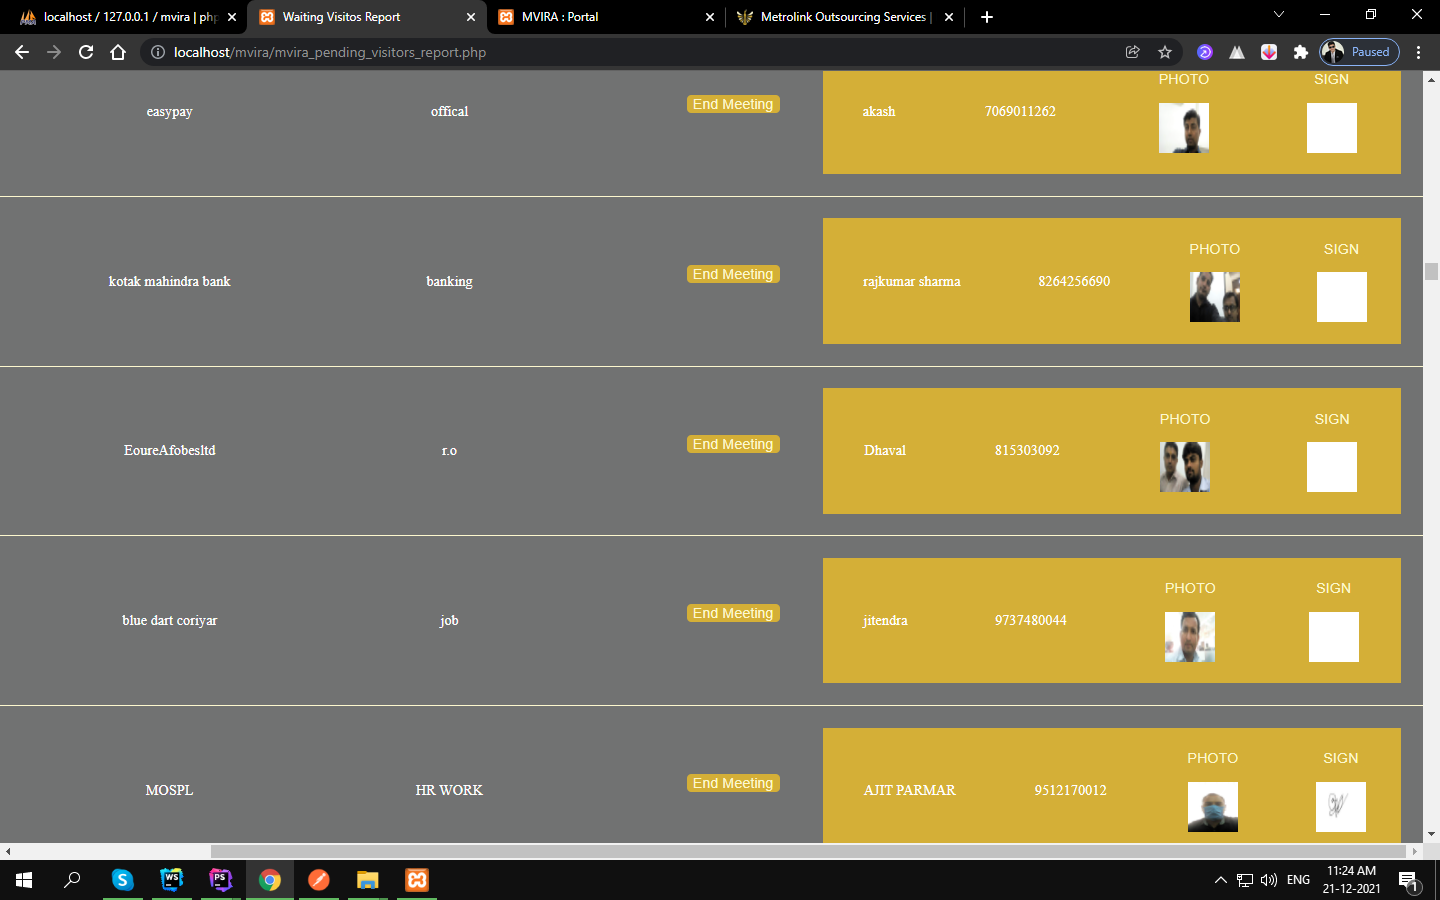 localhost / 127.0.0.1 / mvira | php
Waiting Visitos Report
MVIRA : Portal
Metrolink Outsourcing Services |
localhost/mvira/mvira_pending_visitors_report.php
Paused
PHOTO SIGN
easypay offical End Meeting akash 7069011262
PHOTO SIGN
kotak mahindra bank banking End Meeting rajkumar sharma 8264256690
PHOTO SIGN
EoureAfobesltd r.o End Meeting Dhaval 815303092
PHOTO SIGN
blue dart coriyar job End Meeting jitendra 9737480044
PHOTO SIGN
MOSPL HR WORK End Meeting AJIT PARMAR 9512170012
S WS PS ENG 11:24 AM
21-12-2021 1